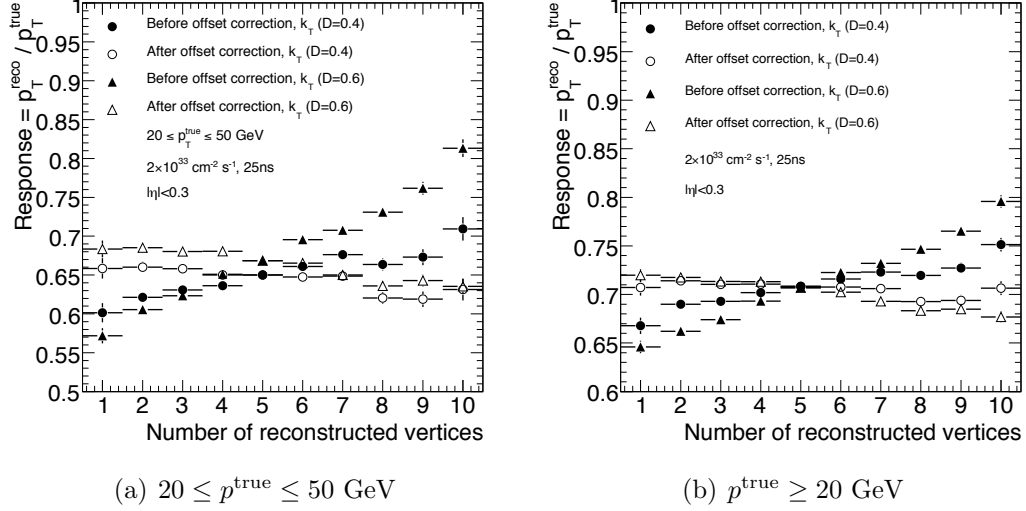 Response = p_T^reco / p_T^true
1
0.95
0.9
0.85
0.8
0.75
0.7
0.65
0.6
0.55
0.5
Before offset correction, k_T (D=0.4)
After offset correction, k_T (D=0.4)
Before offset correction, k_T (D=0.6)
After offset correction, k_T (D=0.6)
20 ≤ p_T^true ≤ 50 GeV
2×10^33 cm^-2 s^-1, 25ns
|η|<0.3
1 2 3 4 5 6 7 8 9 10
Number of reconstructed vertices
(a) 20 ≤ p^true ≤ 50 GeV
Response = p_T^reco / p_T^true
1
0.95
0.9
0.85
0.8
0.75
0.7
0.65
0.6
Before offset correction, k_T (D=0.4)
After offset correction, k_T (D=0.4)
Before offset correction, k_T (D=0.6)
After offset correction, k_T (D=0.6)
2×10^33 cm^-2 s^-1, 25ns
|η|<0.3
1 2 3 4 5 6 7 8 9 10
Number of reconstructed vertices
(b) p^true ≥ 20 GeV